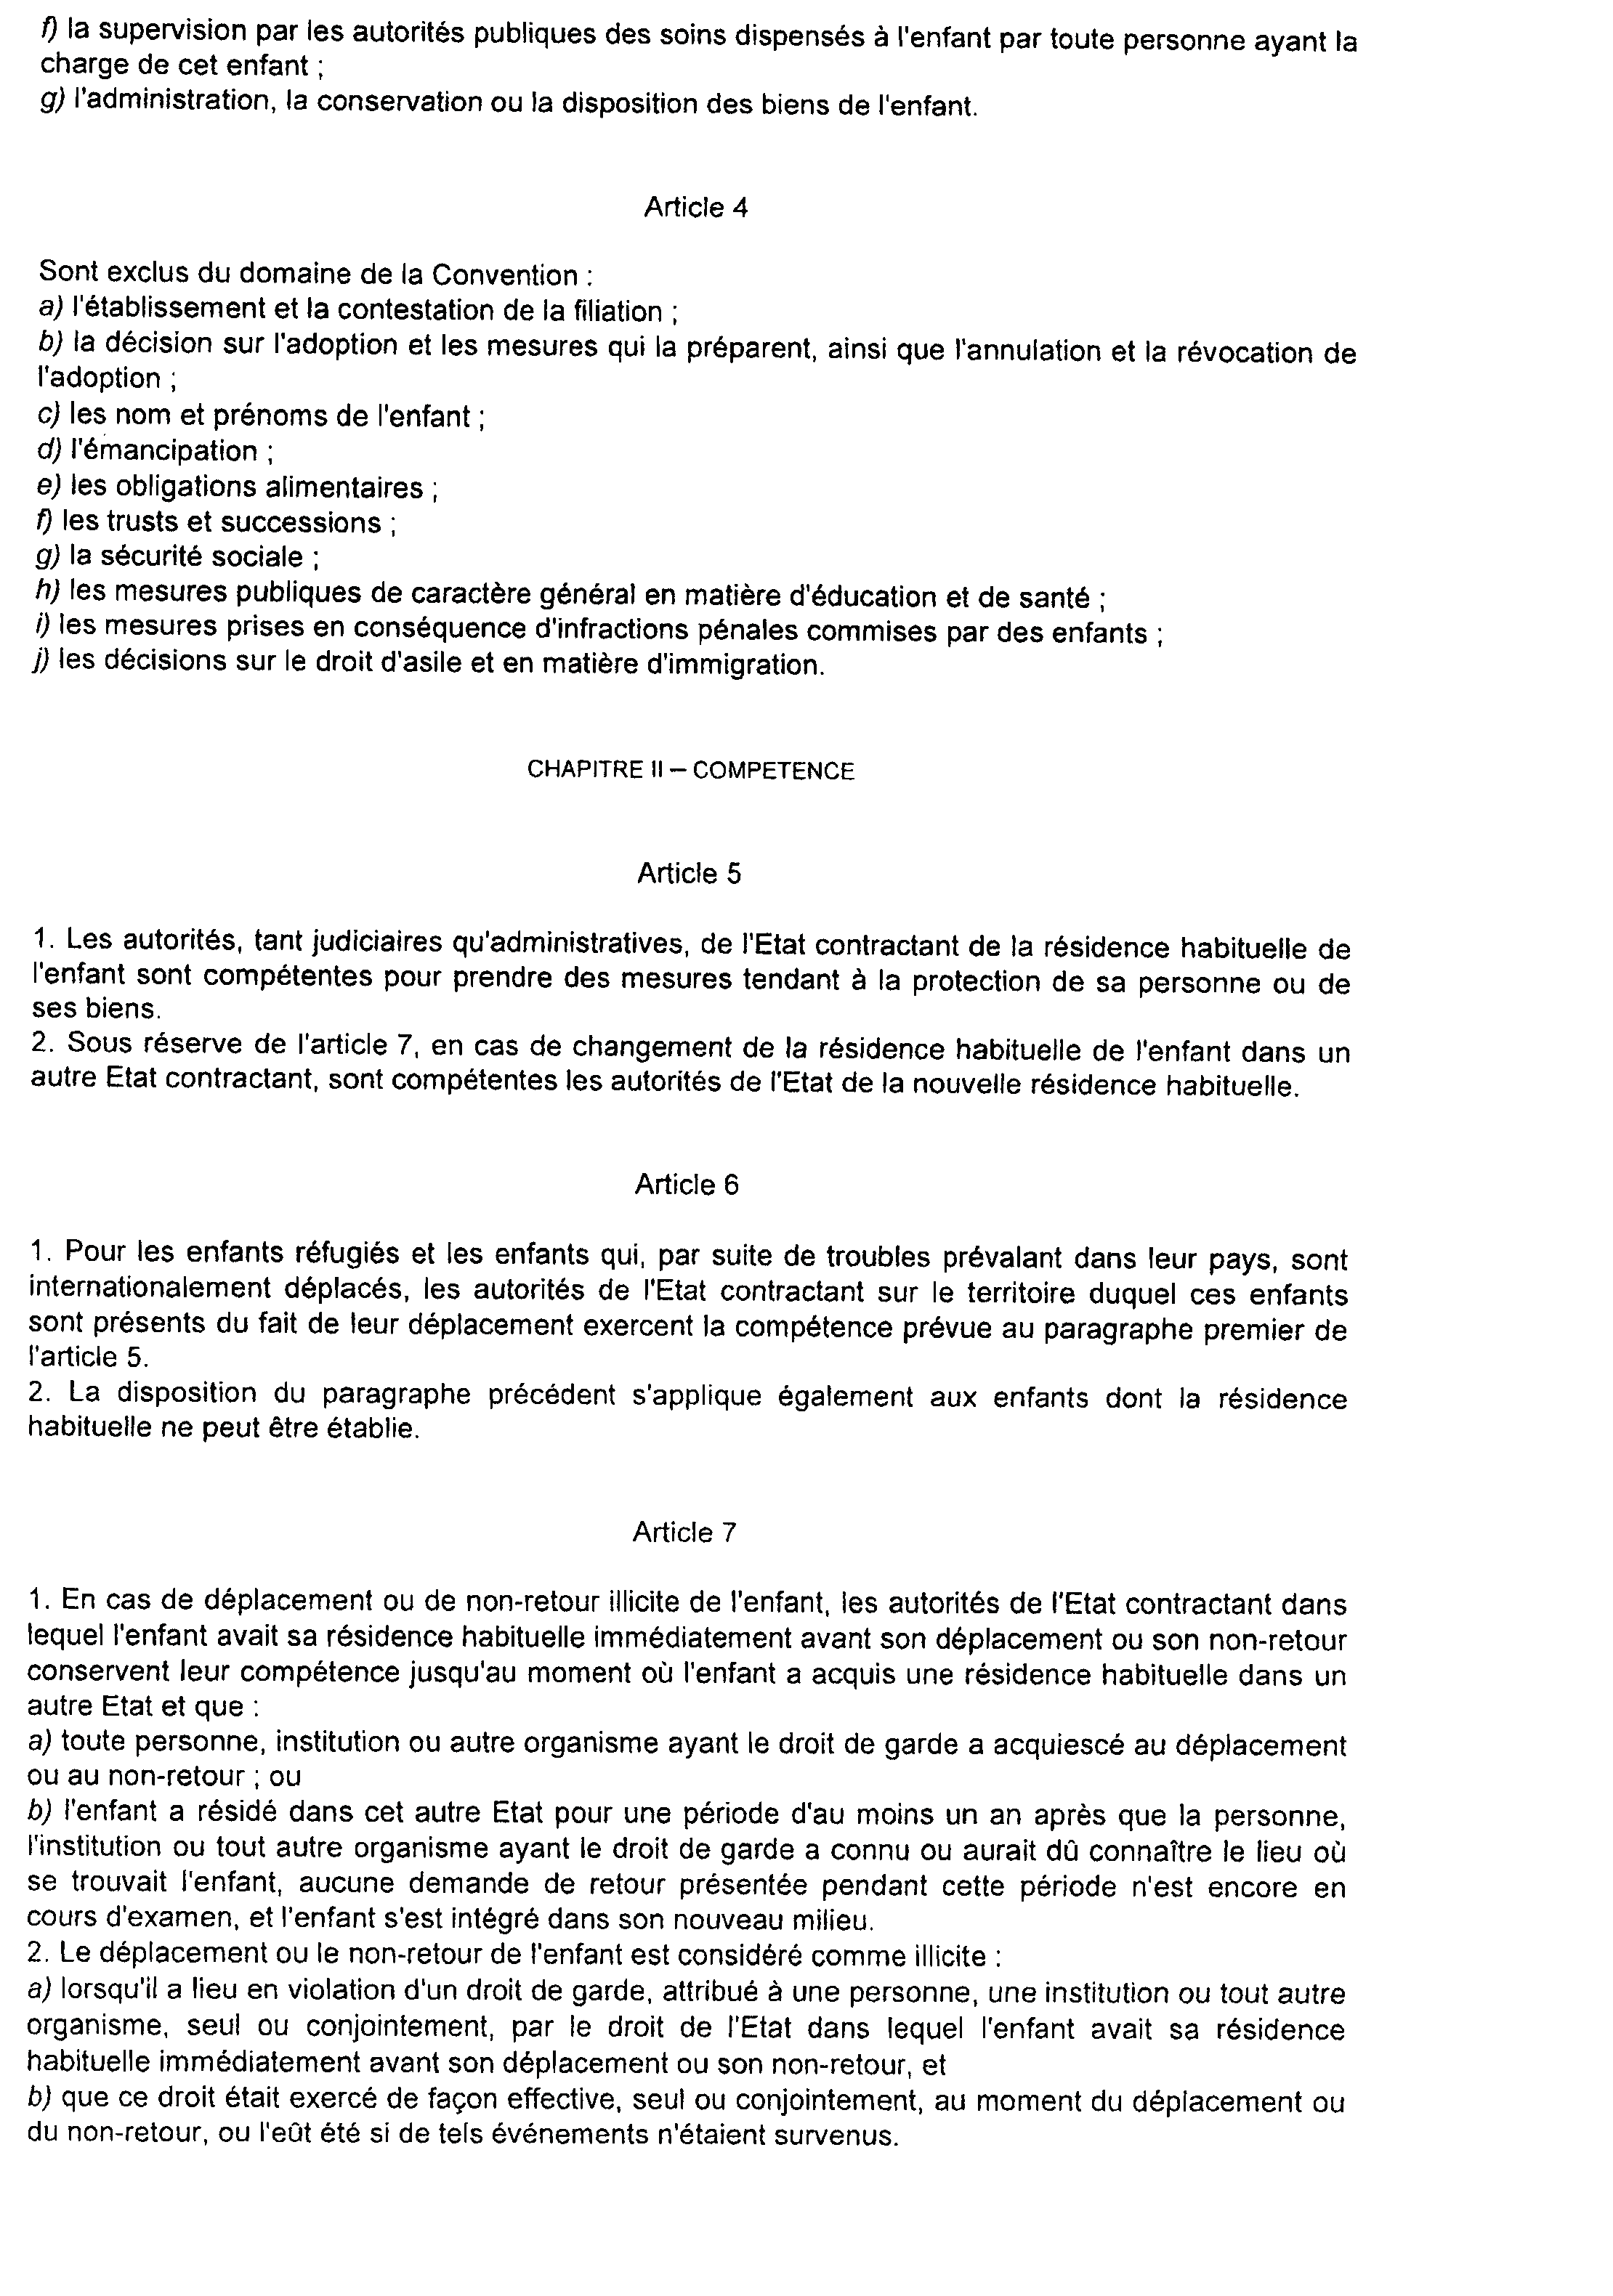 f) la supervision par les autorités publiques des soins dispensés à l'enfant par toute personne ayant la
charge de cet enfant ;
g) l'administration, la conservation ou la disposition des biens de l'enfant.
Article 4
Sont exclus du domaine de la Convention :
a) l'établissement et la contestation de la filiation ;
b) la décision sur l'adoption et les mesures qui la préparent, ainsi que l'annulation et la révocation de
l'adoption ;
c) les nom et prénoms de l'enfant ;
d) l'émancipation ;
e) les obligations alimentaires ;
f) les trusts et successions ;
g) la sécurité sociale ;
h) les mesures publiques de caractère général en matière d'éducation et de santé ;
i) les mesures prises en conséquence d'infractions pénales commises par des enfants ;
j) les décisions sur le droit d'asile et en matière d'immigration.
CHAPITRE II – COMPETENCE
Article 5
1. Les autorités, tant judiciaires qu'administratives, de l'Etat contractant de la résidence habituelle de
l'enfant sont compétentes pour prendre des mesures tendant à la protection de sa personne ou de
ses biens.
2. Sous réserve de l'article 7, en cas de changement de la résidence habituelle de l'enfant dans un
autre Etat contractant, sont compétentes les autorités de l'Etat de la nouvelle résidence habituelle.
Article 6
1. Pour les enfants réfugiés et les enfants qui, par suite de troubles prévalant dans leur pays, sont
internationalement déplacés, les autorités de l'Etat contractant sur le territoire duquel ces enfants
sont présents du fait de leur déplacement exercent la compétence prévue au paragraphe premier de
l'article 5.
2. La disposition du paragraphe précédent s'applique également aux enfants dont la résidence
habituelle ne peut être établie.
Article 7
1. En cas de déplacement ou de non-retour illicite de l'enfant, les autorités de l'Etat contractant dans
lequel l'enfant avait sa résidence habituelle immédiatement avant son déplacement ou son non-retour
conservent leur compétence jusqu'au moment où l'enfant a acquis une résidence habituelle dans un
autre Etat et que :
a) toute personne, institution ou autre organisme ayant le droit de garde a acquiescé au déplacement
ou au non-retour ; ou
b) l'enfant a résidé dans cet autre Etat pour une période d'au moins un an après que la personne,
l'institution ou tout autre organisme ayant le droit de garde a connu ou aurait dû connaître le lieu où
se trouvait l'enfant, aucune demande de retour présentée pendant cette période n'est encore en
cours d'examen, et l'enfant s'est intégré dans son nouveau milieu.
2. Le déplacement ou le non-retour de l'enfant est considéré comme illicite :
a) lorsqu'il a lieu en violation d'un droit de garde, attribué à une personne, une institution ou tout autre
organisme, seul ou conjointement, par le droit de l'Etat dans lequel l'enfant avait sa résidence
habituelle immédiatement avant son déplacement ou son non-retour, et
b) que ce droit était exercé de façon effective, seul ou conjointement, au moment du déplacement ou
du non-retour, ou l'eût été si de tels événements n'étaient survenus.